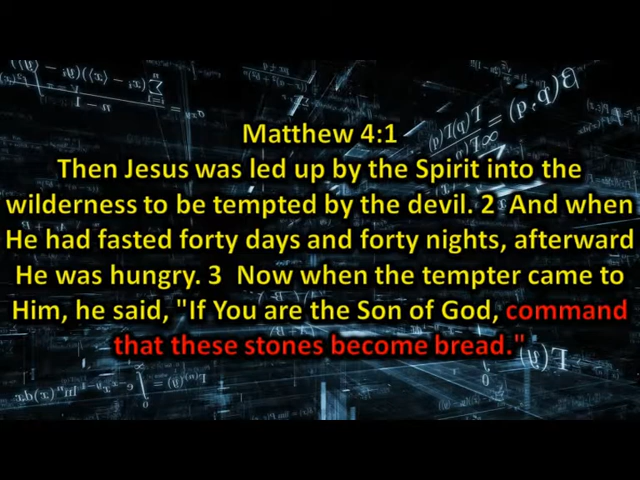 Matthew 4:1
Then Jesus was led up by the Spirit into the
wilderness to be tempted by the devil. 2  And when
He had fasted forty days and forty nights, afterward
He was hungry. 3  Now when the tempter came to
Him, he said, "If You are the Son of God, command
that these stones become bread."